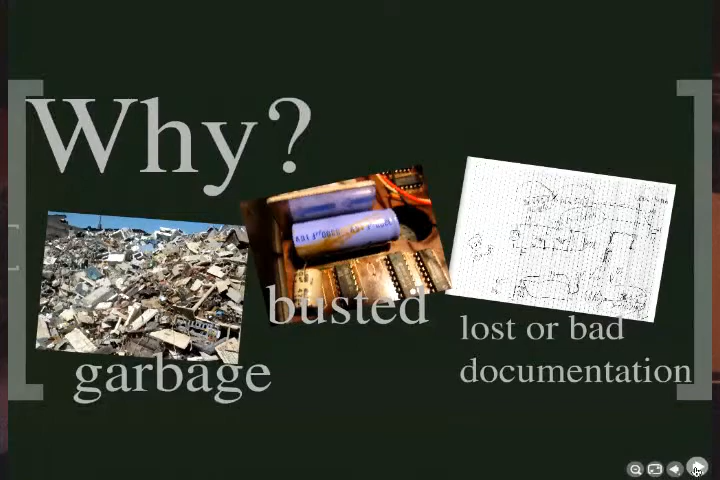 Why?
busted
garbage
lost or bad
documentation